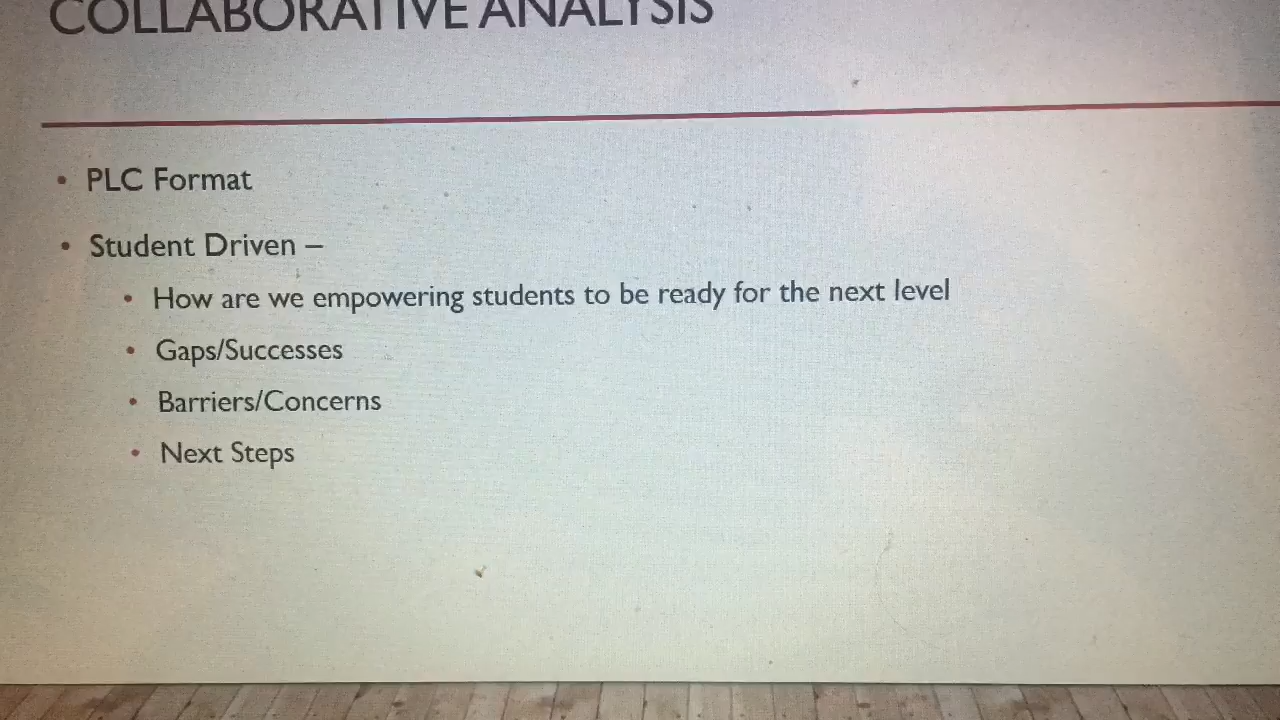 COLLABORATIVE ANALYSIS
• PLC Format
• Student Driven –
• How are we empowering students to be ready for the next level
• Gaps/Successes
• Barriers/Concerns
• Next Steps